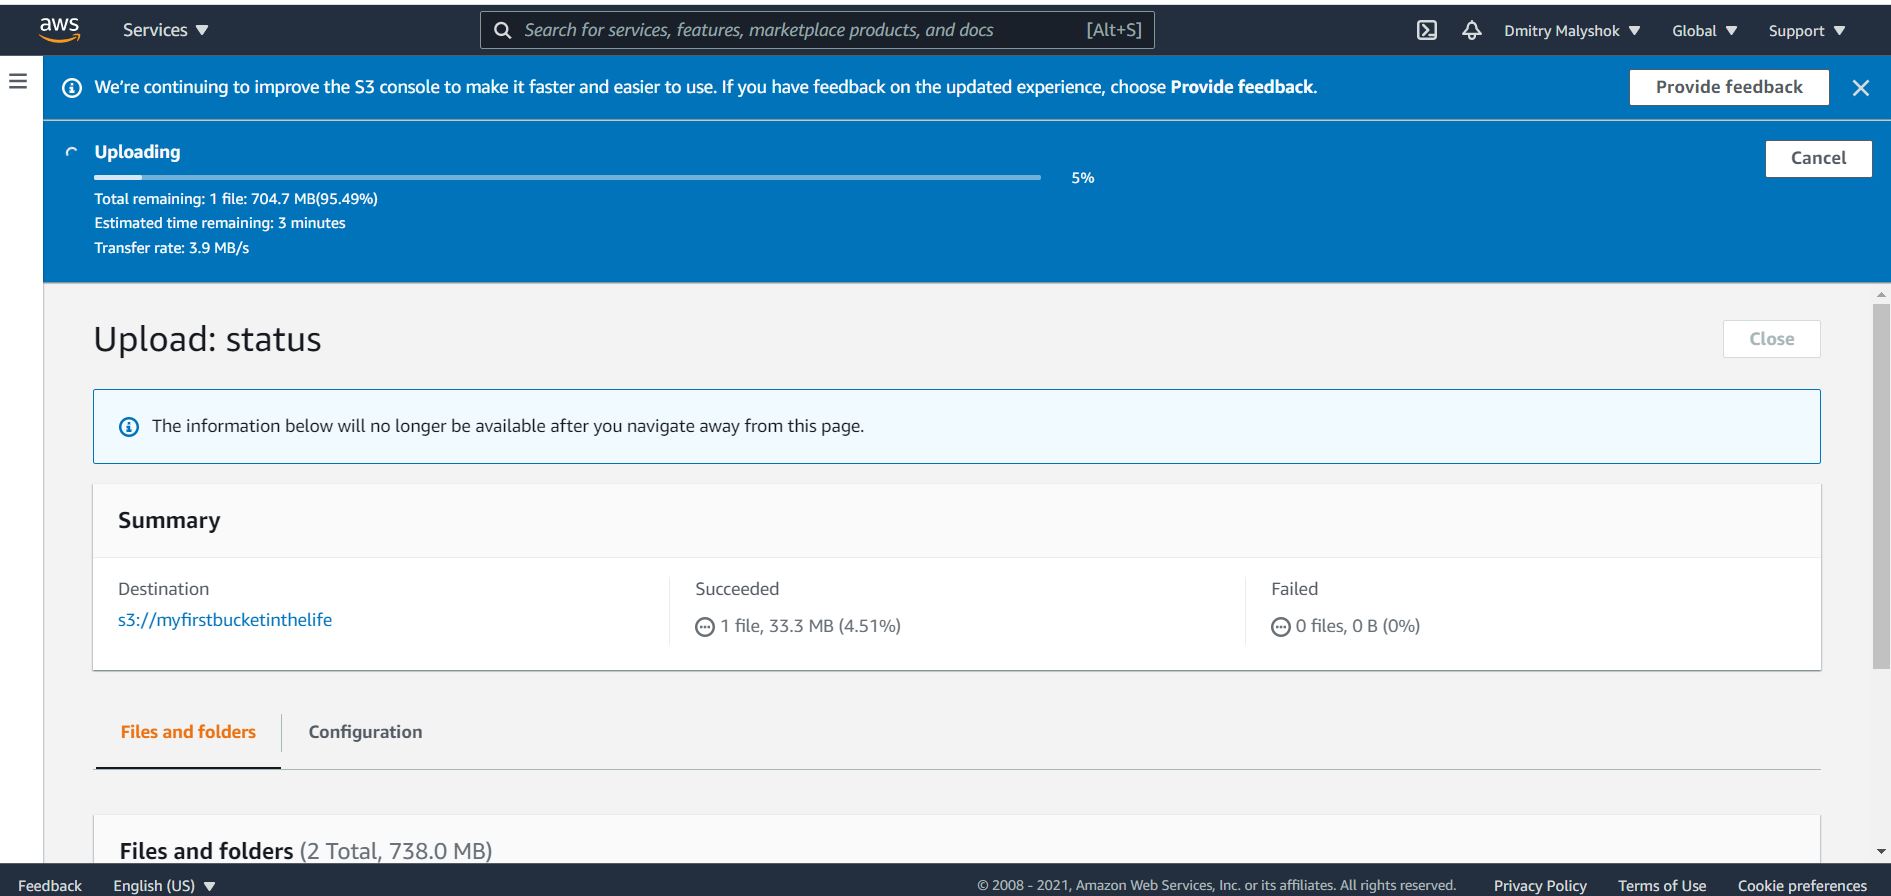 aws
Services
Search for services, features, marketplace products, and docs [Alt+S]
Dmitry Malyshok
Global
Support
We're continuing to improve the S3 console to make it faster and easier to use. If you have feedback on the updated experience, choose Provide feedback.
Provide feedback
Uploading
Cancel
5%
Total remaining: 1 file: 704.7 MB(95.49%)
Estimated time remaining: 3 minutes
Transfer rate: 3.9 MB/s
Upload: status
Close
The information below will no longer be available after you navigate away from this page.
Summary
Destination
s3://myfirstbucketinthelife
Succeeded
1 file, 33.3 MB (4.51%)
Failed
0 files, 0 B (0%)
Files and folders
Configuration
Files and folders (2 Total, 738.0 MB)
Feedback
English (US)
© 2008 - 2021, Amazon Web Services, Inc. or its affiliates. All rights reserved.
Privacy Policy
Terms of Use
Cookie preferences